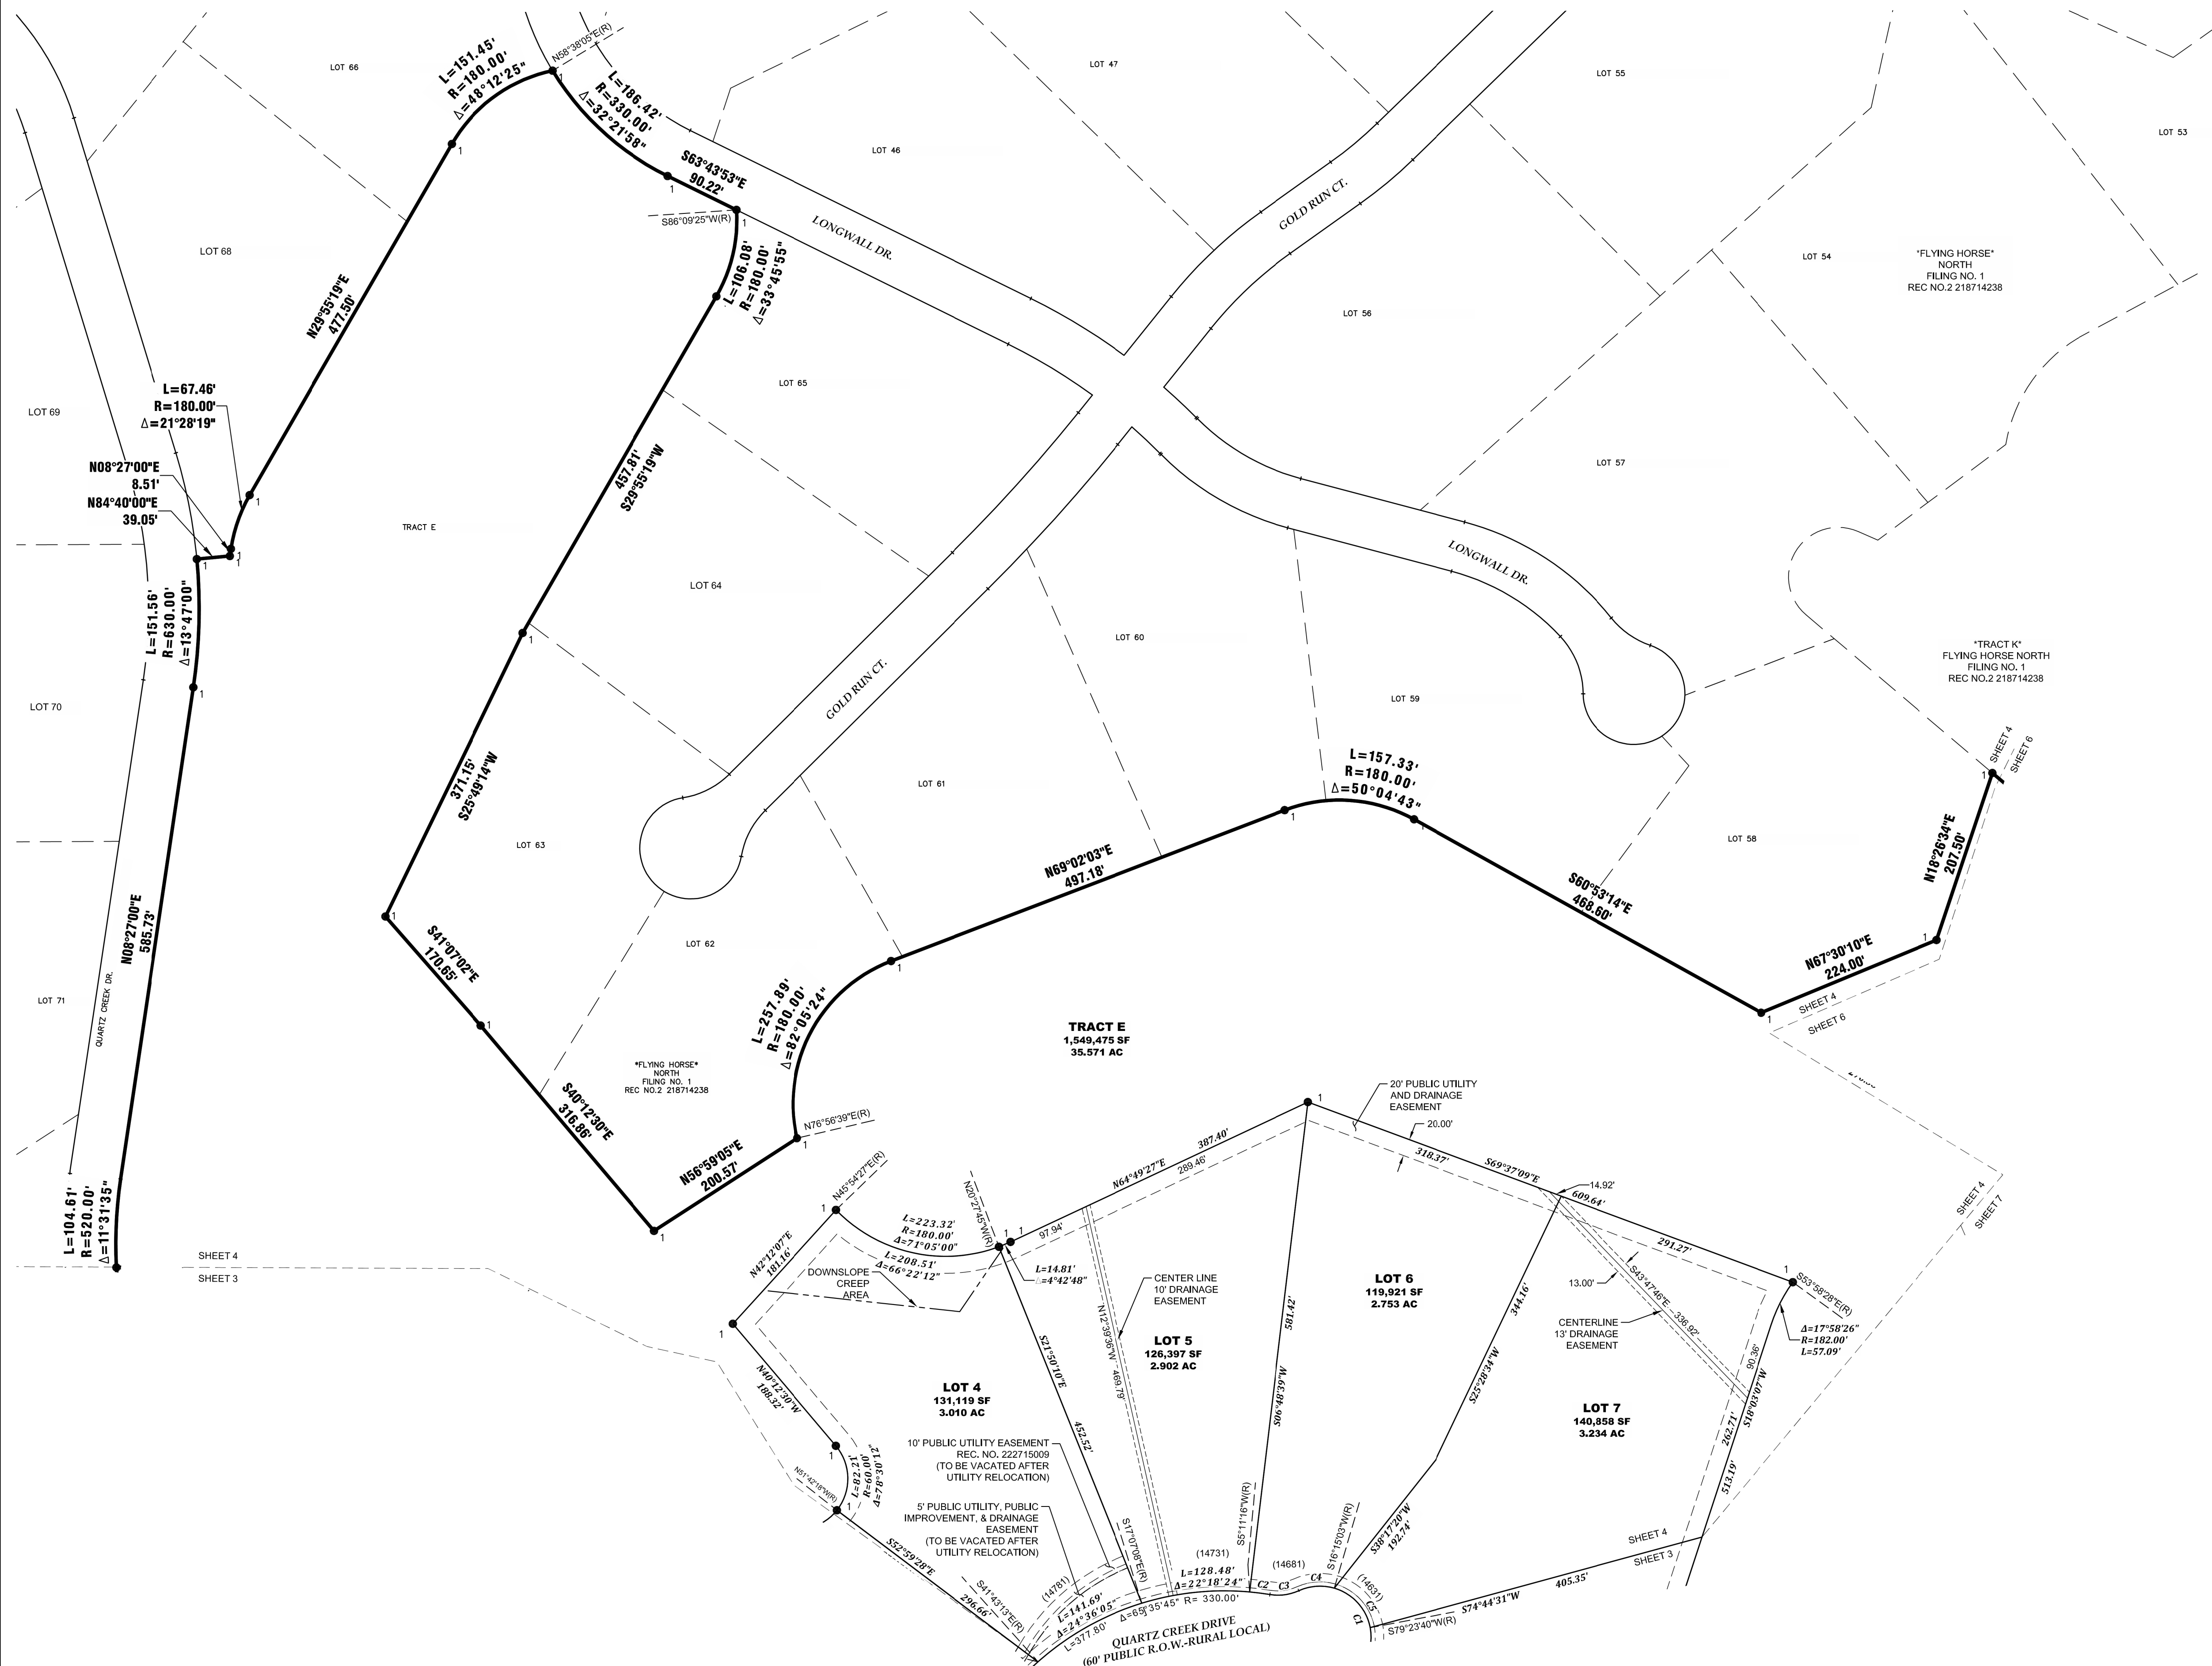 L=151.45'
R=180.00'
Δ=48°12'25"
N58°38'05"E(R)
LOT 66
LOT 47
LOT 55
LOT 53
L=186.42'
R=330.00'
Δ=32°21'58"
LOT 46
S63°43'53"E
90.22'
S86°09'25"W(R)
LONGWALL DR.
GOLD RUN CT.
LOT 68
L=106.08'
R=180.00'
Δ=33°45'55"
LOT 54
*FLYING HORSE*
NORTH
FILING NO. 1
REC NO.2 218714238
N29°55'19"E
477.50'
LOT 56
L=67.46'
R=180.00'
Δ=21°28'19"
LOT 69
LOT 65
N08°27'00"E
8.51'
N84°40'00"E
39.05'
457.81'
S29°55'19"W
LOT 57
TRACT E
LOT 64
LONGWALL DR.
L=151.56'
R=630.00'
Δ=13°47'00"
LOT 60
*TRACT K*
FLYING HORSE NORTH
FILING NO. 1
REC NO.2 218714238
LOT 70
GOLD RUN CT.
LOT 59
371.15'
S25°49'14"W
L=157.33'
R=180.00'
Δ=50°04'43"
SHEET 4
SHEET 6
LOT 61
LOT 63
LOT 58
N69°02'03"E
497.18'
N18°26'34"E
207.50'
S60°53'14"E
468.60'
N08°27'00"E
585.73'
QUARTZ CREEK DR.
S41°07'02"E
170.65'
LOT 62
N67°30'10"E
224.00'
SHEET 4
SHEET 6
LOT 71
L=257.89'
R=180.00'
Δ=82°05'24"
TRACT E
1,549,475 SF
35.571 AC
*FLYING HORSE*
NORTH
FILING NO. 1
REC NO.2 218714238
S40°12'30"E
316.86'
N76°56'39"E(R)
20' PUBLIC UTILITY
AND DRAINAGE
EASEMENT
20.00'
N56°59'05"E
200.57'
N45°54'27"E(R)
N20°27'45"W(R)
N64°49'27"E
387.40'
289.46'
97.94'
318.37'
S69°37'09"E
609.64'
14.92'
291.27'
SHEET 4
SHEET 7
L=104.61'
R=520.00'
Δ=11°31'35"
SHEET 4
SHEET 3
L=223.32'
R=180.00'
Δ=71°05'00"
L=208.51'
Δ=66°22'12"
L=14.81'
Δ=4°42'48"
N42°12'07"E
181.16'
DOWNSLOPE
CREEP
AREA
CENTER LINE
10' DRAINAGE
EASEMENT
N12°39'36"W
469.79'
LOT 6
119,921 SF
2.753 AC
581.42'
S06°48'39"W
344.16'
S25°28'34"W
13.00'
S43°47'46"E
336.92'
CENTERLINE
13' DRAINAGE
EASEMENT
S53°58'28"E(R)
Δ=17°58'26"
R=182.00'
L=57.09'
90.36'
S18°03'07"W
262.71'
513.19'
LOT 5
126,397 SF
2.902 AC
S21°50'10"E
452.52'
LOT 4
131,119 SF
3.010 AC
N40°12'30"W
188.32'
LOT 7
140,858 SF
3.234 AC
10' PUBLIC UTILITY EASEMENT
REC. NO. 222715009
(TO BE VACATED AFTER
UTILITY RELOCATION)
L=82.21'
R=60.00'
Δ=78°30'12"
N51°42'18"W(R)
5' PUBLIC UTILITY, PUBLIC
IMPROVEMENT, & DRAINAGE
EASEMENT
(TO BE VACATED AFTER
UTILITY RELOCATION)
S17°07'08"E(R)
S5°11'16"W(R)
S16°15'03"W(R)
S38°17'20"W
192.74'
SHEET 4
SHEET 3
S52°59'28"E
296.66'
S41°43'13"E(R)
(14781)
L=141.69'
Δ=24°36'05"
(14731)
L=128.48'
Δ=22°18'24"
(14681)
C2
C3
C4
(14631)
C5
C1
405.35'
S74°44'31"W
S79°23'40"W(R)
L=377.80'
Δ=65°35'45" R= 330.00'
QUARTZ CREEK DRIVE
(60' PUBLIC R.O.W.-RURAL LOCAL)